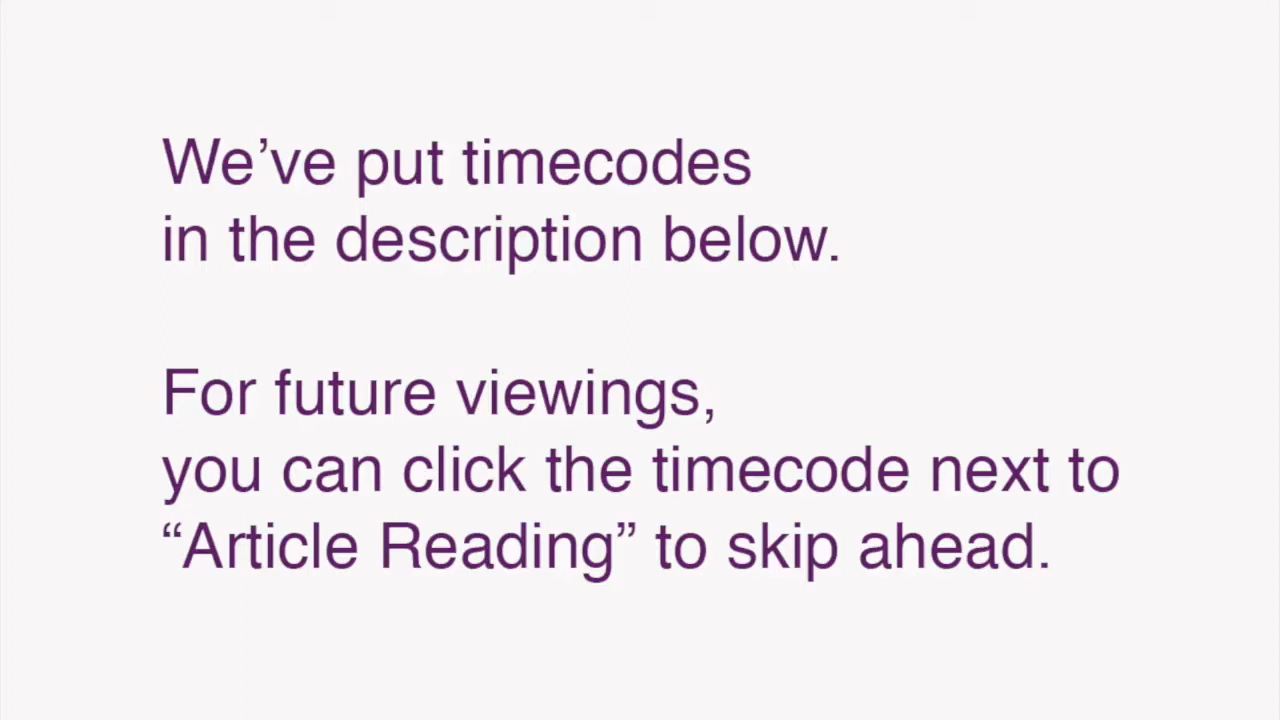 We’ve put timecodes
in the description below.
For future viewings,
you can click the timecode next to
“Article Reading” to skip ahead.